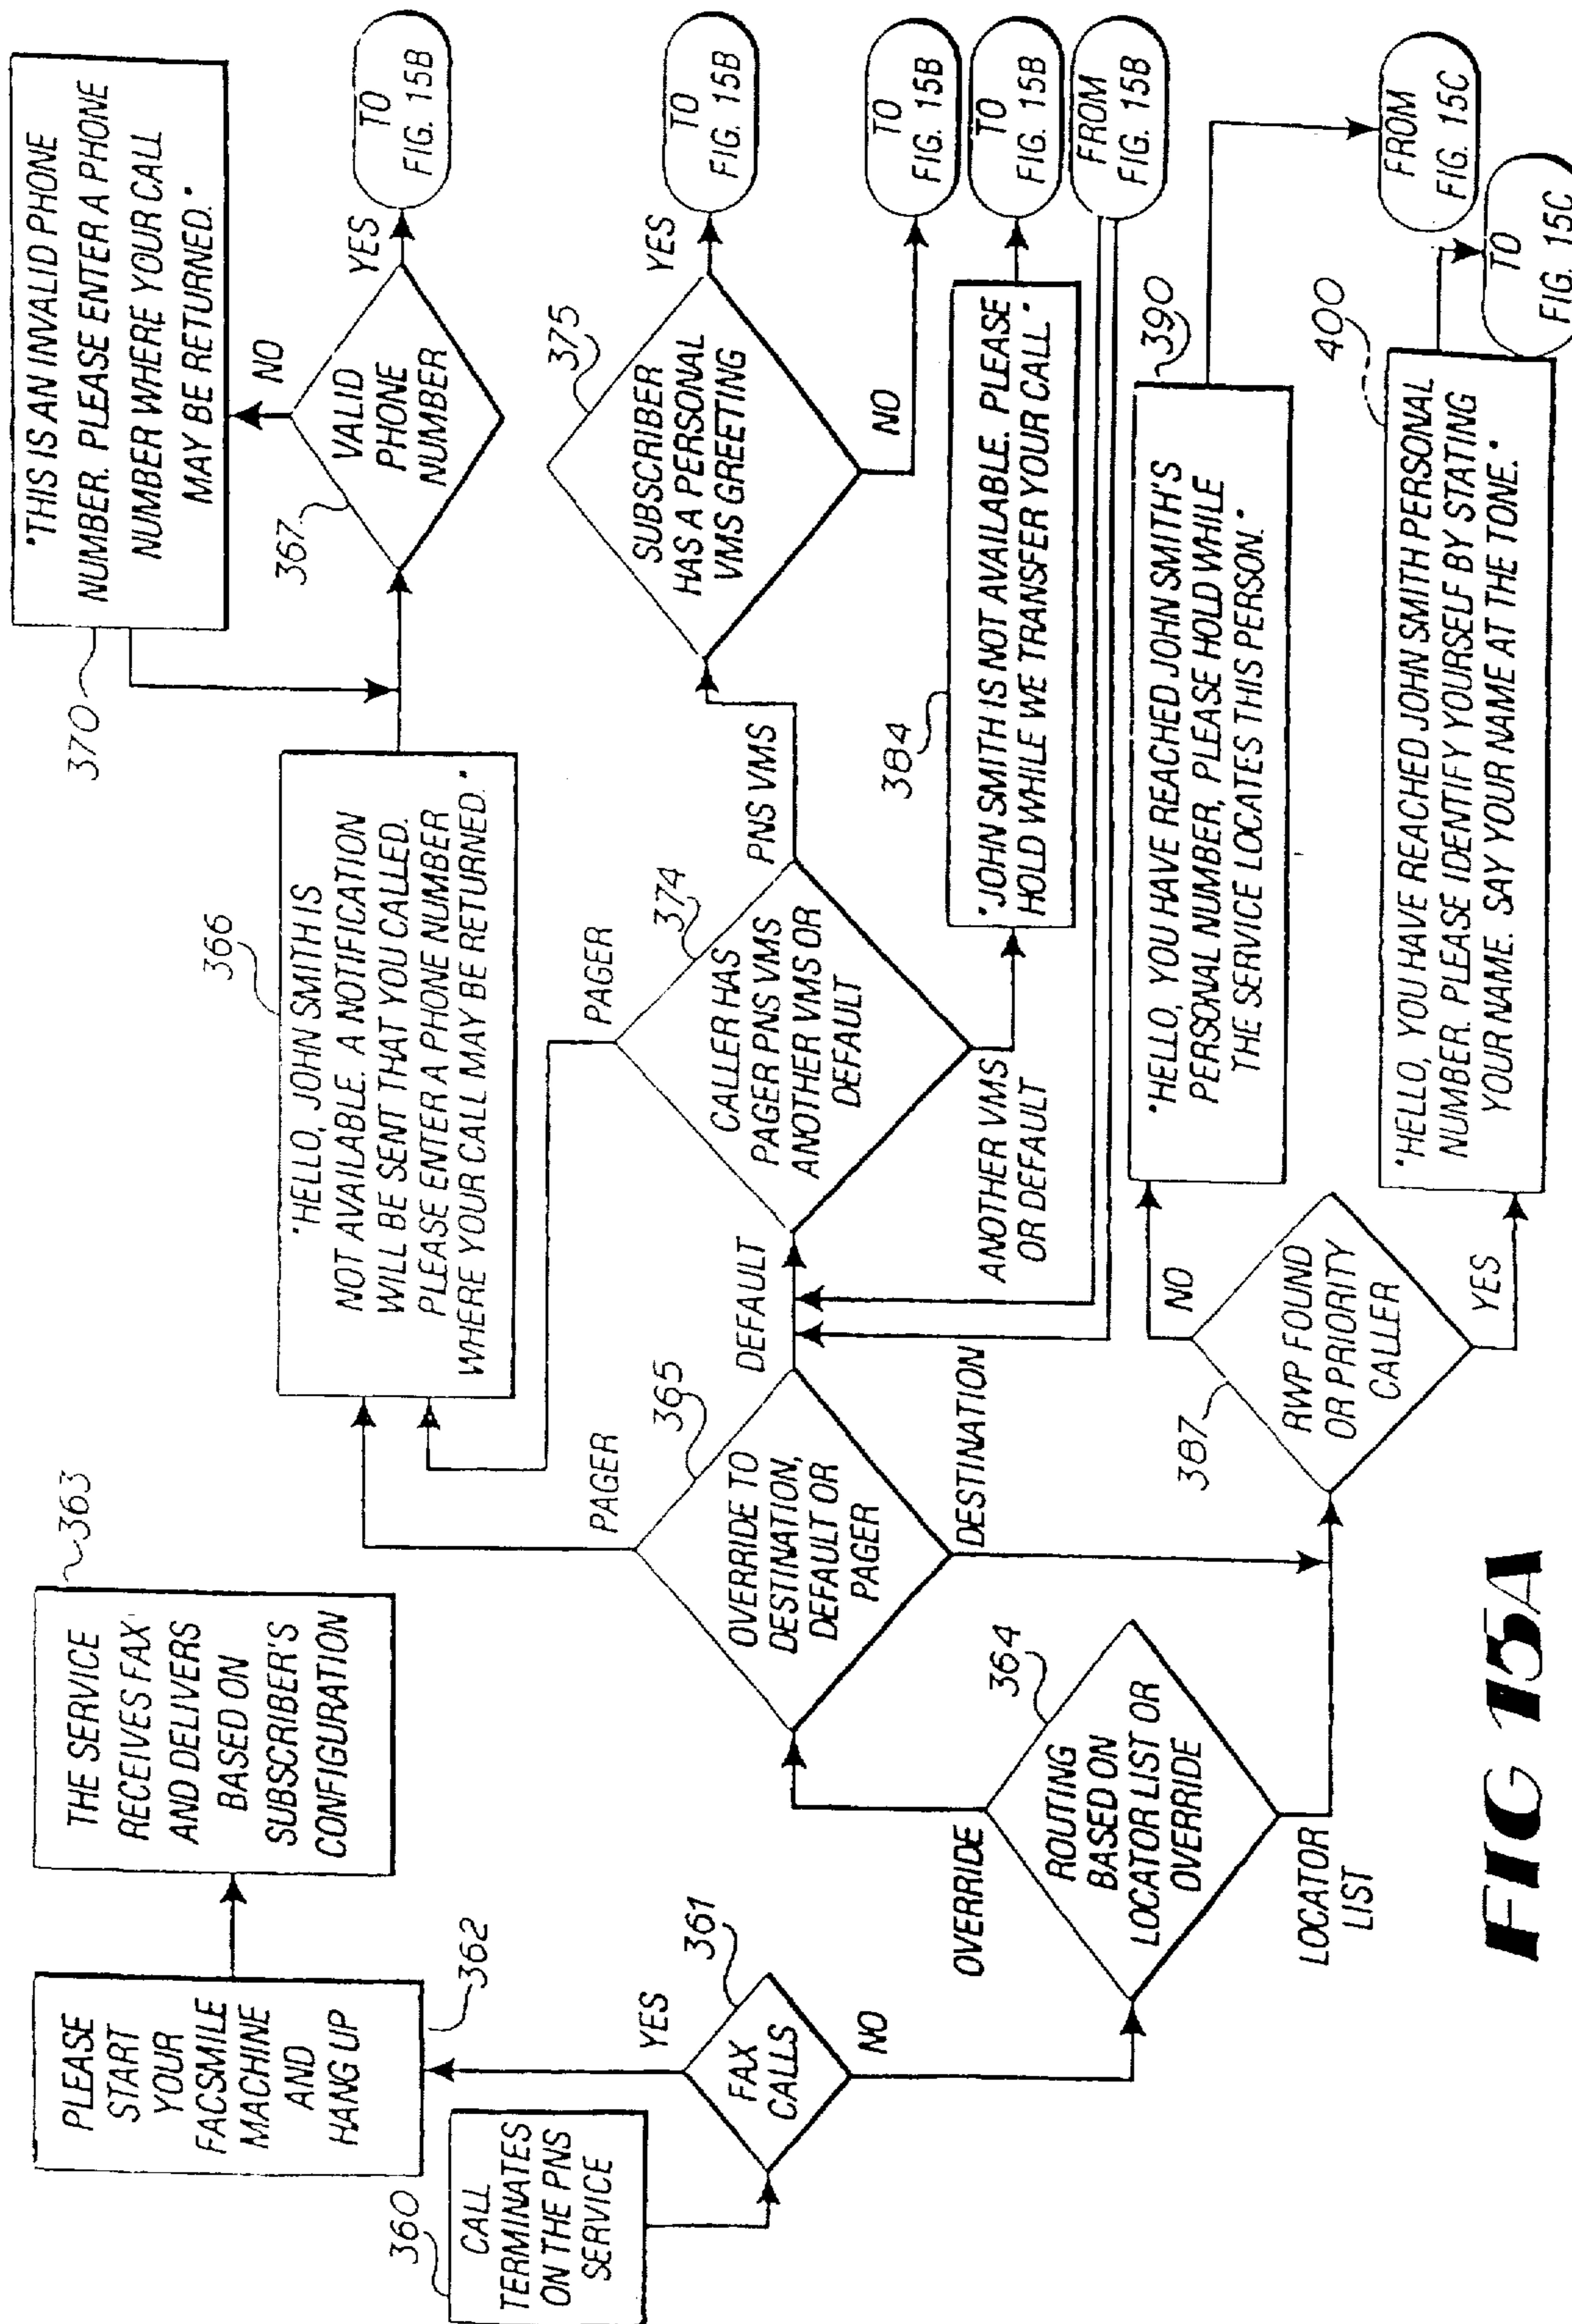 360
CALL
TERMINATES
ON THE PNS
SERVICE
361
FAX
CALLS
YES
NO
362
PLEASE
START
YOUR
FACSMILE
MACHINE
AND
HANG UP
363
THE SERVICE
RECEIVES FAX
AND DELIVERS
BASED ON
SUBSCRIBER'S
CONFIGURATION
364
ROUTING
BASED ON
LOCATOR LIST OR
OVERRIDE
OVERRIDE
LOCATOR
LIST
365
OVERRIDE TO
DESTINATION,
DEFAULT OR
PAGER
PAGER
DEFAULT
DESTINATION
366
"HELLO, JOHN SMITH IS
NOT AVAILABLE. A NOTIFICATION
WILL BE SENT THAT YOU CALLED.
PLEASE ENTER A PHONE NUMBER
WHERE YOUR CALL MAY BE RETURNED."
367
VALID
PHONE
NUMBER
NO
YES
370
"THIS IS AN INVALID PHONE
NUMBER. PLEASE ENTER A PHONE
NUMBER WHERE YOUR CALL
MAY BE RETURNED."
TO
FIG. 15B
374
CALLER HAS
PAGER PNS VMS
ANOTHER VMS OR
DEFAULT
PAGER
PNS VMS
ANOTHER VMS
OR DEFAULT
375
SUBSCRIBER
HAS A PERSONAL
VMS GREETING
YES
NO
TO
FIG. 15B
TO
FIG. 15B
384
"JOHN SMITH IS NOT AVAILABLE. PLEASE
HOLD WHILE WE TRANSFER YOUR CALL."
TO
FIG. 15B
FROM
FIG. 15B
387
RWP FOUND
OR PRIORITY
CALLER
NO
YES
390
"HELLO, YOU HAVE REACHED JOHN SMITH'S
PERSONAL NUMBER, PLEASE HOLD WHILE
THE SERVICE LOCATES THIS PERSON."
FROM
FIG. 15C
400
"HELLO, YOU HAVE REACHED JOHN SMITH PERSONAL
NUMBER. PLEASE IDENTIFY YOURSELF BY STATING
YOUR NAME. SAY YOUR NAME AT THE TONE."
TO
FIG. 15C
FIG 15A